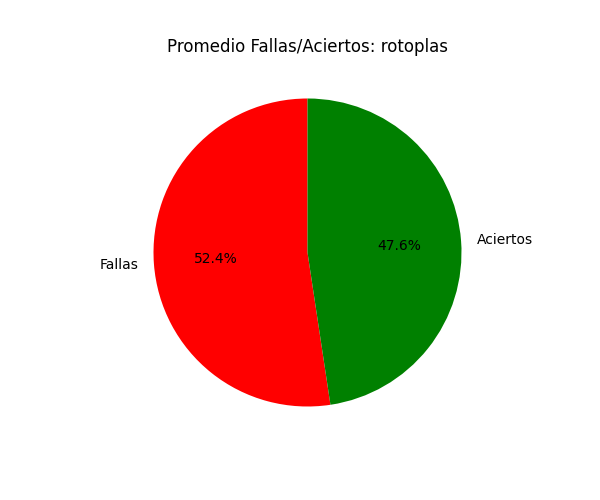 Promedio Fallas/Aciertos: rotoplas
47.6%
Aciertos
52.4%
Fallas